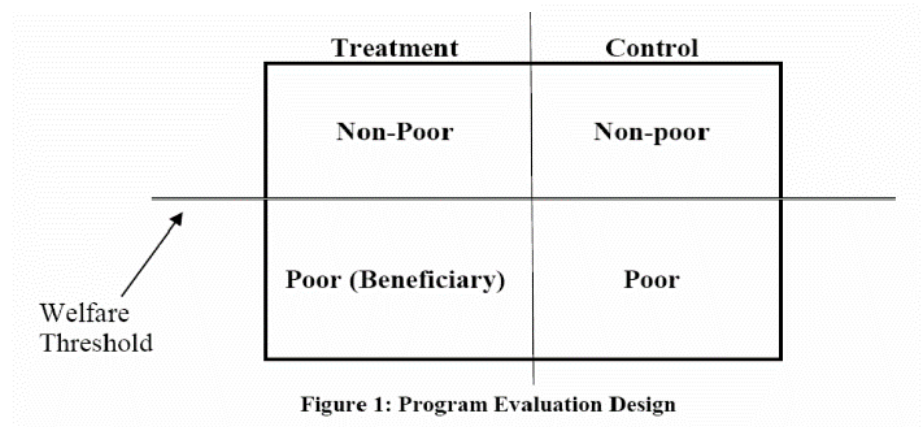 Treatment Control
Non-Poor Non-poor
Poor (Beneficiary) Poor
Welfare
Threshold
Figure 1: Program Evaluation Design